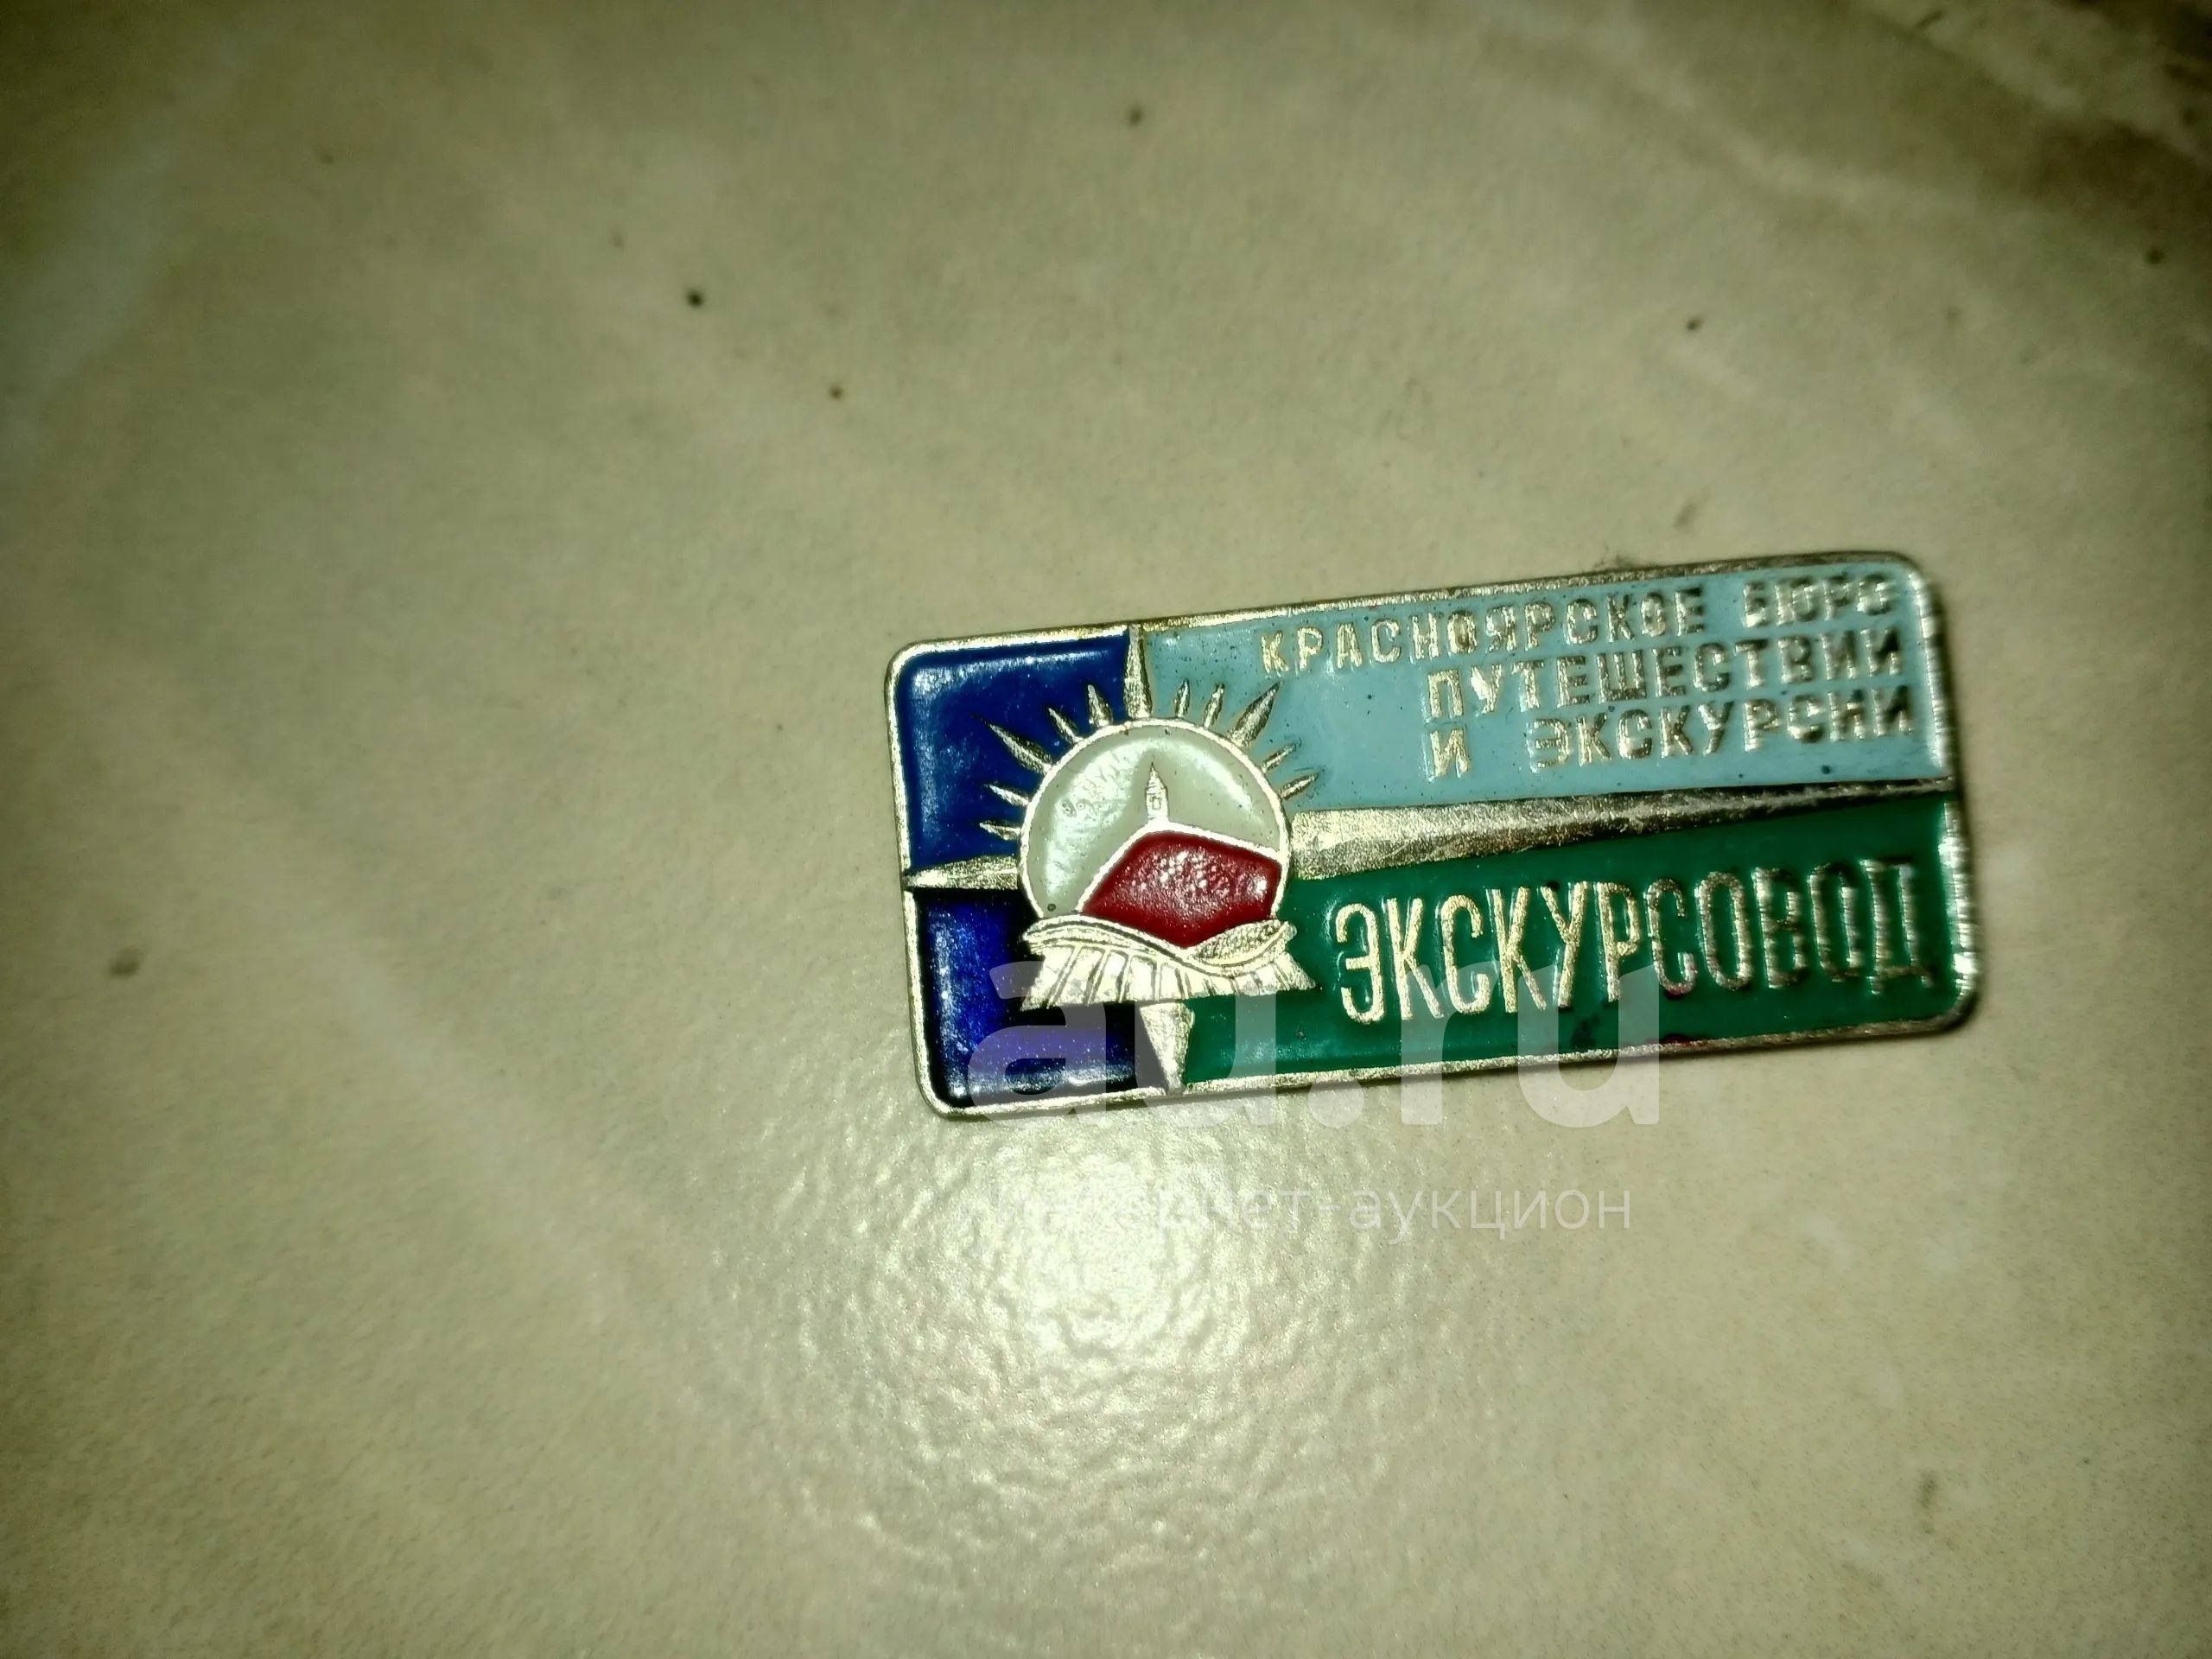 КРАСНОЯРСКОЕ БЮРО
ПУТЕШЕСТВИИ
И ЭКСКУРСИИ
ЭКСКУРСОВОД
au.ru
интернет-аукцион